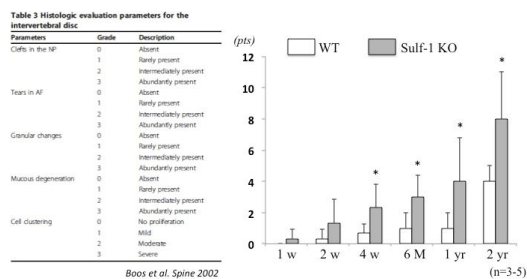 Table 3 Histologic evaluation parameters for the
intervertebral disc
Parameters Grade Description
Clefts in the NP 0 Absent
1 Rarely present
2 Intermediately present
3 Abundantly present
Tears in AF 0 Absent
1 Rarely present
2 Intermediately present
3 Abundantly present
Granular changes 0 Absent
1 Rarely present
2 Intermediately present
3 Abundantly present
Mucous degeneration 0 Absent
1 Rarely present
2 Intermediately present
3 Abundantly present
Cell clustering 0 No proliferation
1 Mild
2 Moderate
3 Severe
Boos et al. Spine 2002
(pts)
WT Sulf-1 KO
12
10
8
6
4
2
0
* * * *
1 w 2 w 4 w 6 M 1 yr 2 yr
(n=3-5)